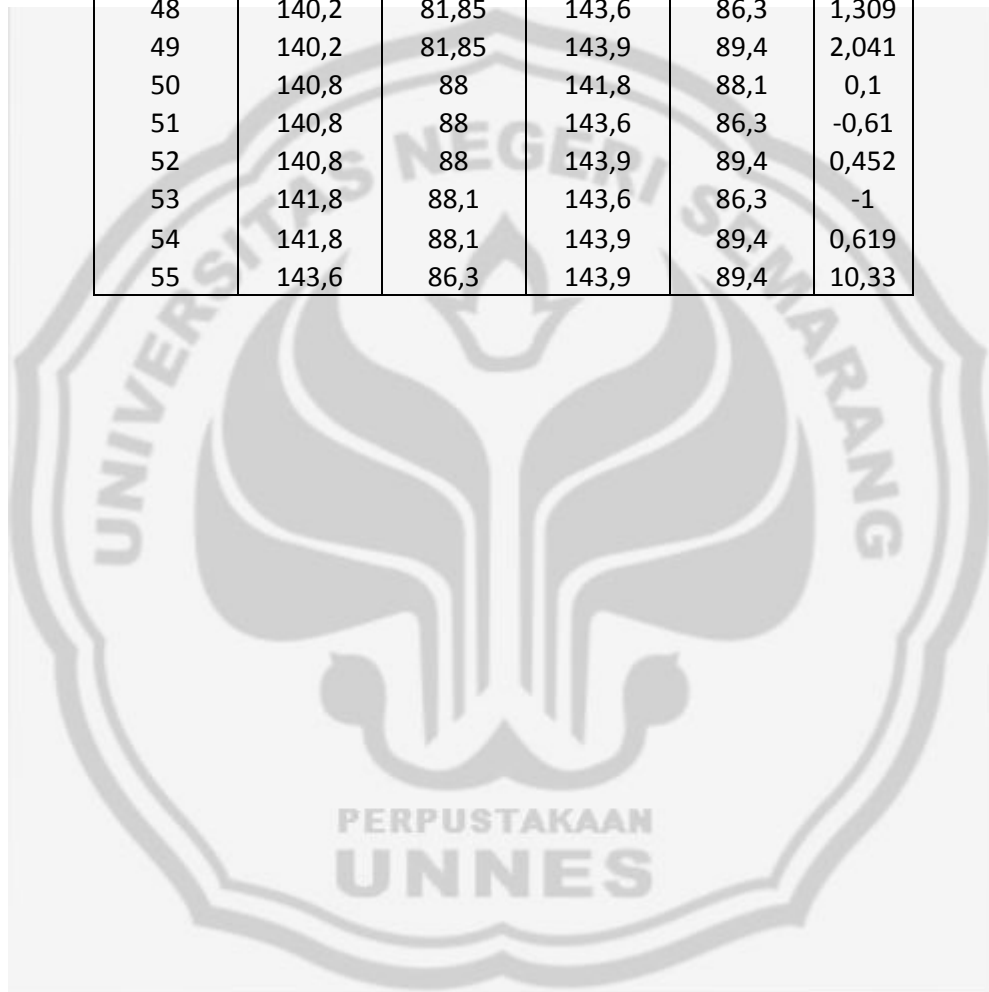 48 140,2 81,85 143,6 86,3 1,309
49 140,2 81,85 143,9 89,4 2,041
50 140,8 88 141,8 88,1 0,1
51 140,8 88 143,6 86,3 -0,61
52 140,8 88 143,9 89,4 0,452
53 141,8 88,1 143,6 86,3 -1
54 141,8 88,1 143,9 89,4 0,619
55 143,6 86,3 143,9 89,4 10,33
UNIVERSITAS NEGERI SEMARANG
PERPUSTAKAAN
UNNES